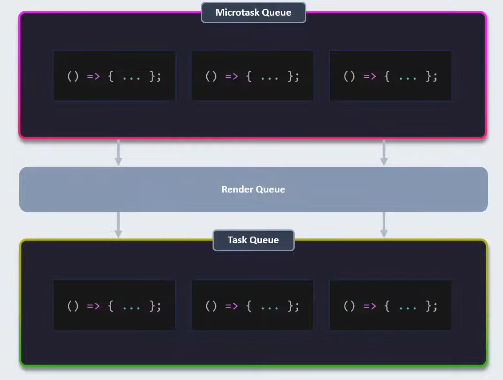 Microtask Queue
() => { ... }; () => { ... }; () => { ... };
Render Queue
Task Queue
() => { ... }; () => { ... }; () => { ... };